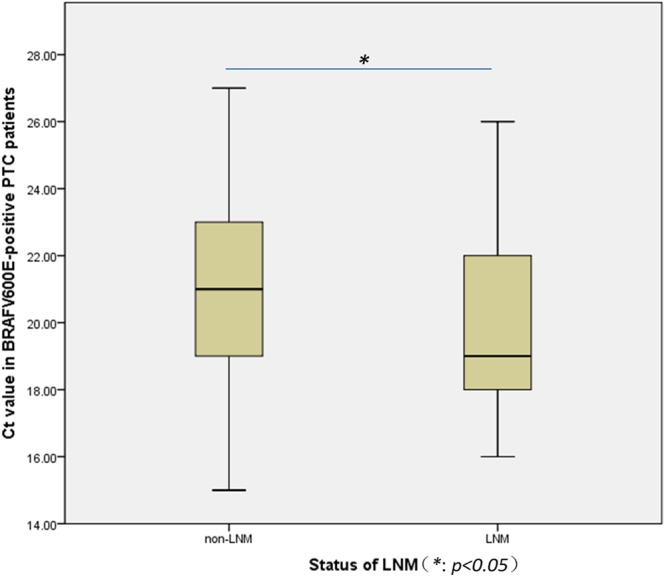 Ct value in BRAFV600E-positive PTC patients
28.00
26.00
24.00
22.00
20.00
18.00
16.00
14.00
*
non-LNM
LNM
Status of LNM（*: p<0.05）